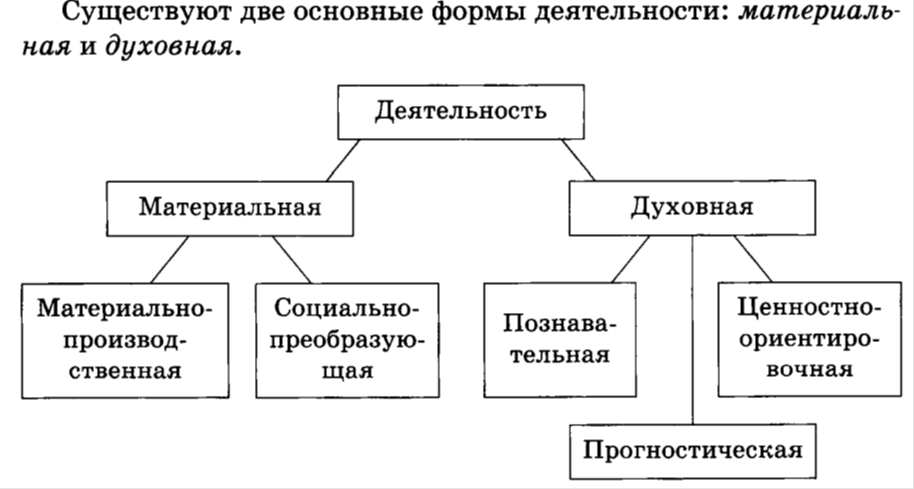 Существуют две основные формы деятельности: материаль-
ная и духовная.
Деятельность
Материальная
Духовная
Материально-
производ-
ственная
Социально-
преобразую-
щая
Познава-
тельная
Ценностно-
ориентиро-
вочная
Прогностическая